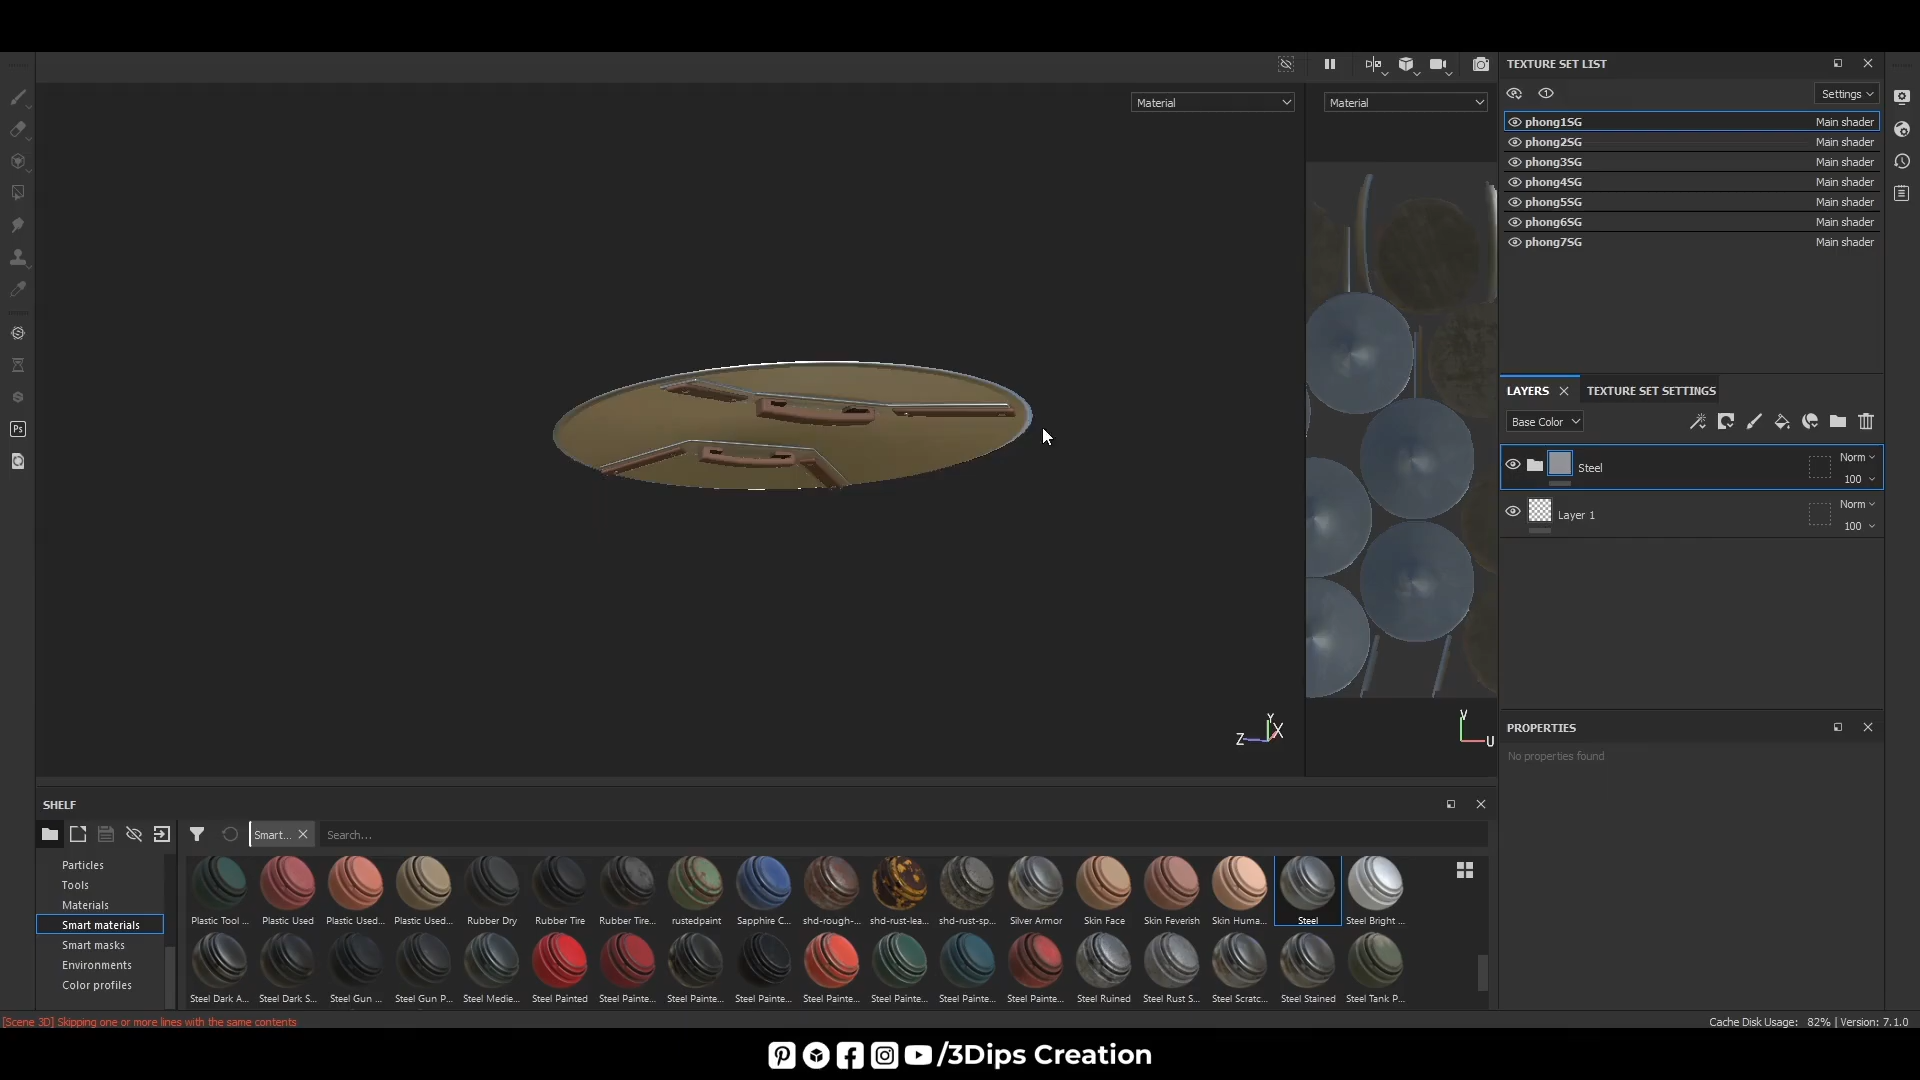 Material
Material
TEXTURE SET LIST
Settings
phong1SG Main shader
phong2SG Main shader
phong3SG Main shader
phong4SG Main shader
phong5SG Main shader
phong6SG Main shader
phong7SG Main shader
LAYERS TEXTURE SET SETTINGS
Base Color
Steel Norm 100
Layer 1 Norm 100
Y
X
Z
V
U
PROPERTIES
No properties found
SHELF
Smart... Search...
Particles
Tools
Materials
Smart materials
Smart masks
Environments
Color profiles
Plastic Tool ... Plastic Used Plastic Used... Plastic Used... Rubber Dry Rubber Tire Rubber Tire... rustedpaint Sapphire C... shd-rough-... shd-rust-lea... shd-rust-sp... Silver Armor Skin Face Skin Feverish Skin Huma... Steel Steel Bright ...
Steel Dark A... Steel Dark S... Steel Gun ... Steel Gun P... Steel Medie... Steel Painted Steel Painte... Steel Painte... Steel Painte... Steel Painte... Steel Painte... Steel Painte... Steel Painte... Steel Ruined Steel Rust S... Steel Scratc... Steel Stained Steel Tank P...
[Scene 3D] Skipping one or more lines with the same contents
Cache Disk Usage: 82% | Version: 7.1.0
Ps
/3Dips Creation